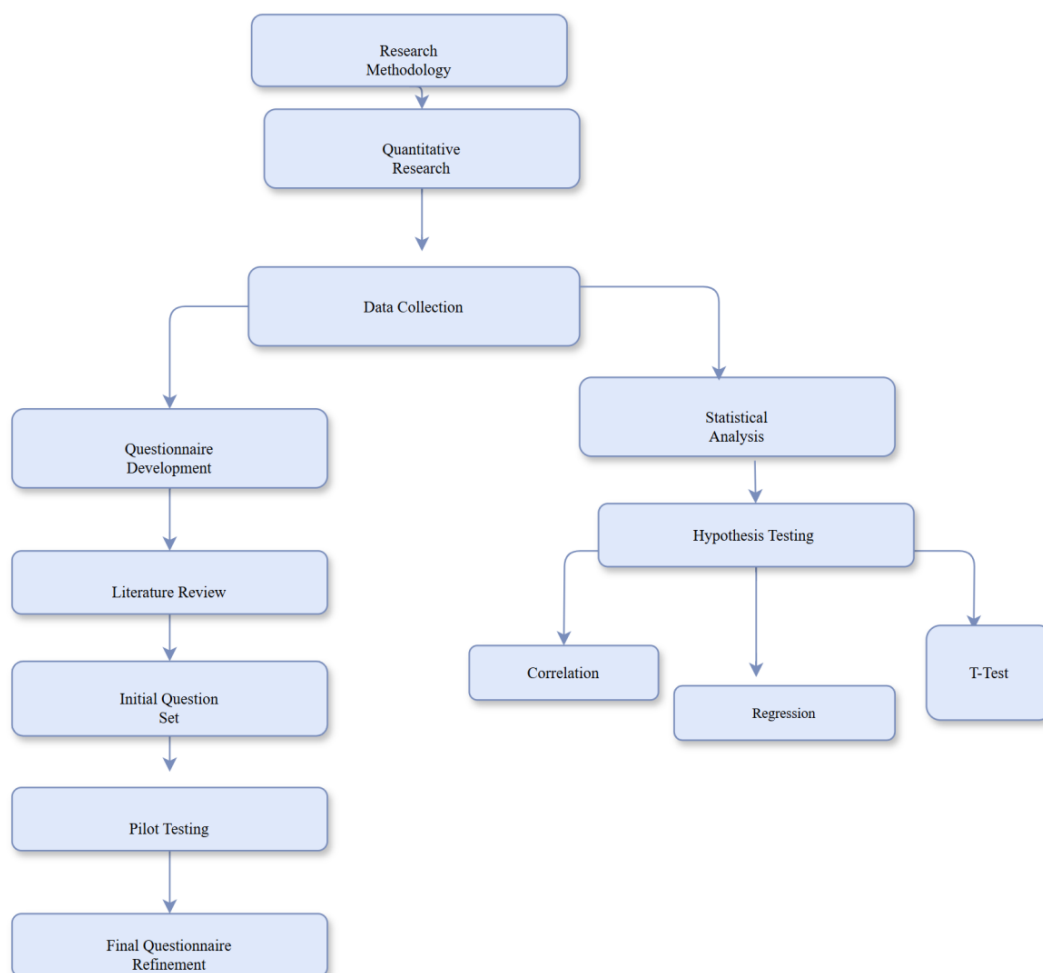 Research
Methodology
Quantitative
Research
Data Collection
Questionnaire
Development
Literature Review
Initial Question
Set
Pilot Testing
Final Questionnaire
Refinement
Statistical
Analysis
Hypothesis Testing
Correlation
Regression
T-Test